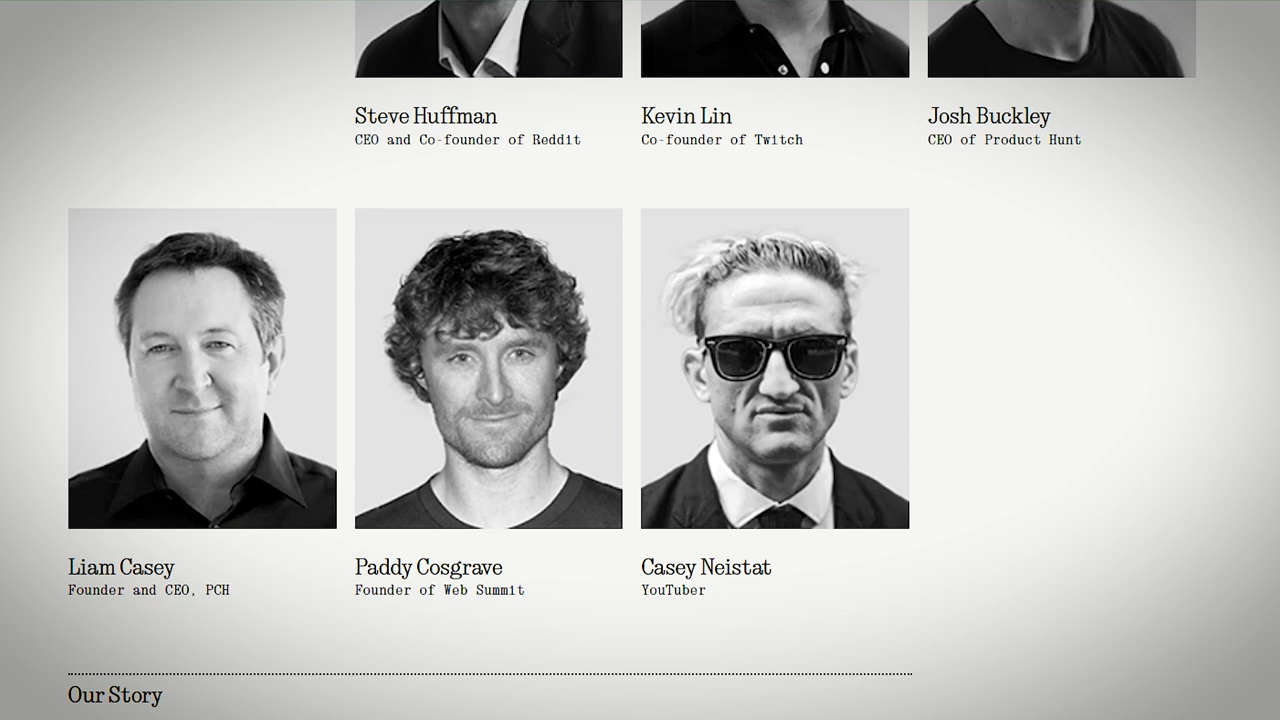 Steve Huffman
CEO and Co-founder of Reddit
Kevin Lin
Co-founder of Twitch
Josh Buckley
CEO of Product Hunt
Liam Casey
Founder and CEO, PCH
Paddy Cosgrave
Founder of Web Summit
Casey Neistat
YouTuber
Our Story